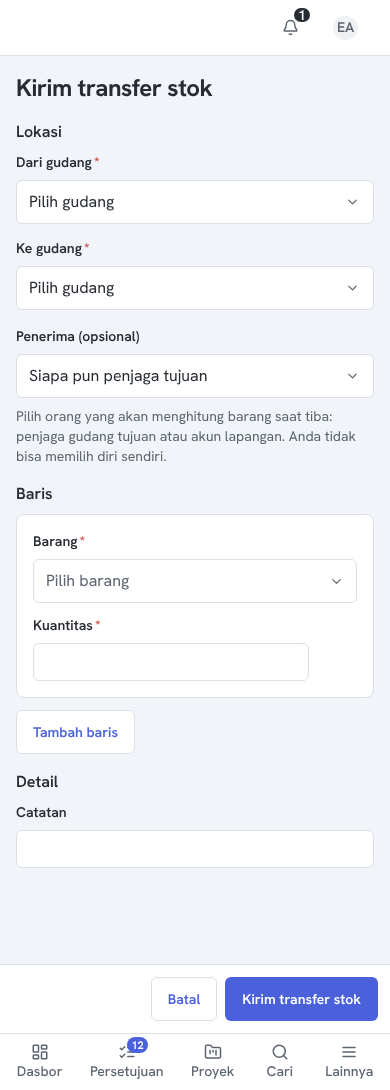 1
EA
Kirim transfer stok
Lokasi
Dari gudang*
Pilih gudang
Ke gudang*
Pilih gudang
Penerima (opsional)
Siapa pun penjaga tujuan
Pilih orang yang akan menghitung barang saat tiba:
penjaga gudang tujuan atau akun lapangan. Anda tidak
bisa memilih diri sendiri.
Baris
Barang*
Pilih barang
Kuantitas*
Tambah baris
Detail
Catatan
Batal
Kirim transfer stok
12
Dasbor
Persetujuan
Proyek
Cari
Lainnya